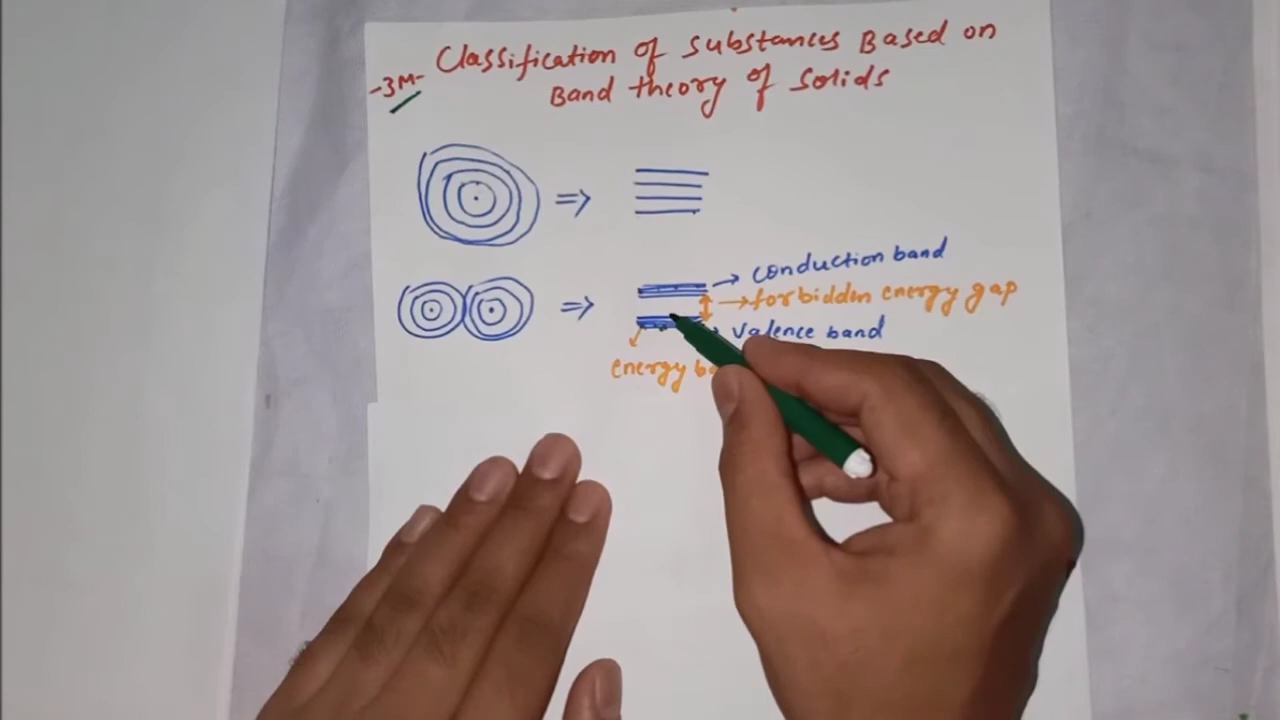 Classification of substances Based on
-3M- Band theory of Solids
conduction band
forbidden energy gap
Valence band
energy